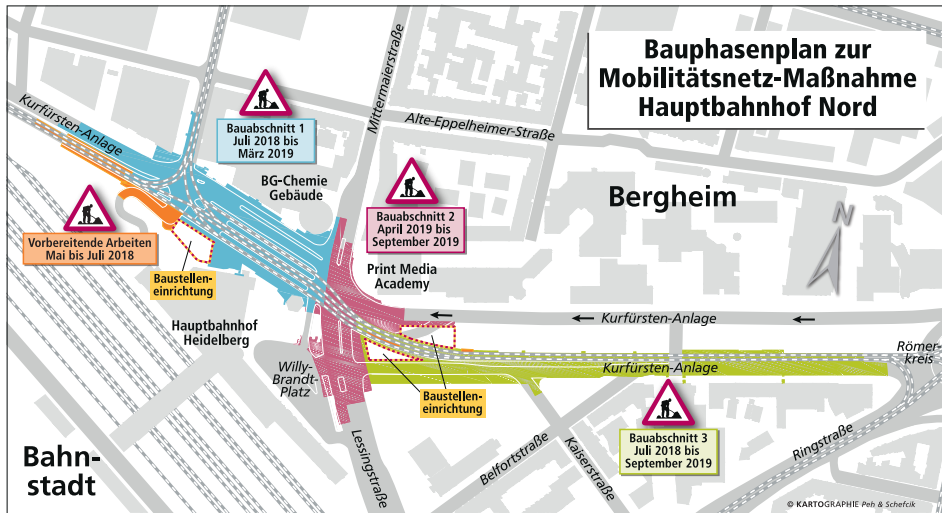 Bauphasenplan zur
Mobilitätsnetz-Maßnahme
Hauptbahnhof Nord
Kurfürsten-Anlage
Bauabschnitt 1
Juli 2018 bis
März 2019
BG-Chemie
Gebäude
Mittermaierstraße
Alte-Eppelheimer-Straße
Bergheim
N
Bauabschnitt 2
April 2019 bis
September 2019
Vorbereitende Arbeiten
Mai bis Juli 2018
Baustellen-
einrichtung
Print Media
Academy
Hauptbahnhof
Heidelberg
Kurfürsten-Anlage
Römer-
kreis
Willy-
Brandt-
Platz
Kurfürsten-Anlage
Baustellen-
einrichtung
Lessingstraße
Belfortstraße
Kaiserstraße
Bauabschnitt 3
Juli 2018 bis
September 2019
Ringstraße
Bahn-
stadt
© KARTOGRAPHIE Peh & Schefcik